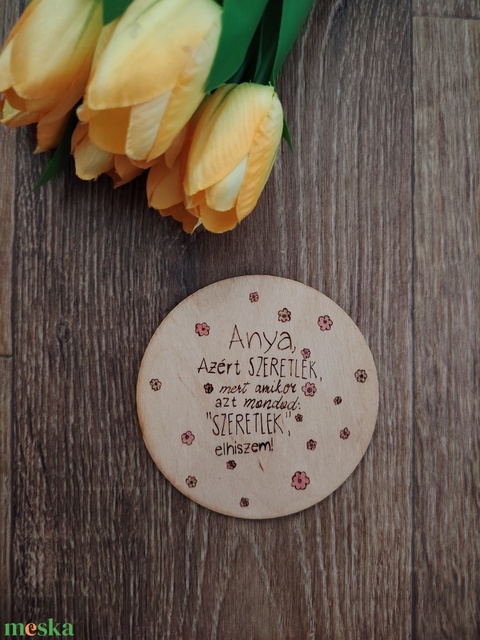 Anya,
Azért SZERETLEK,
mert amikor
azt mondod:
"SZERETLEK",
elhiszem!
meska